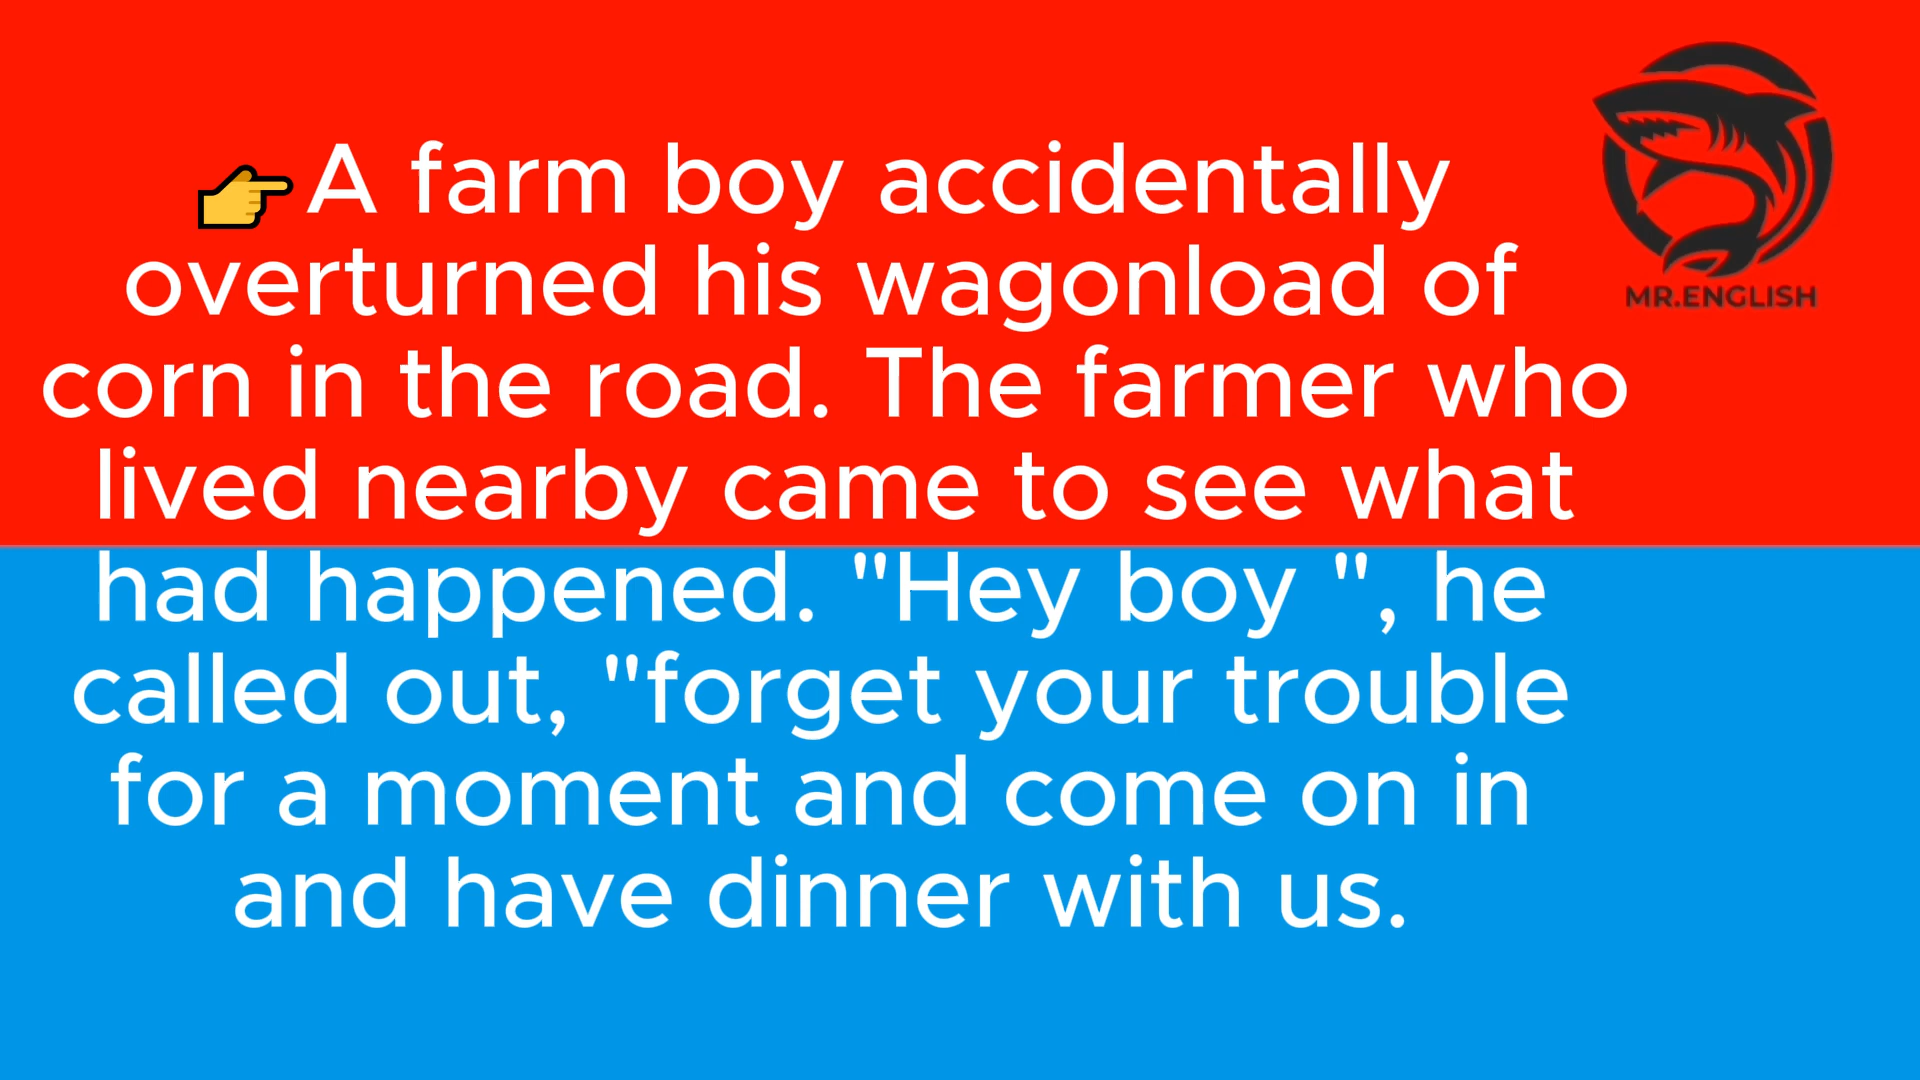 👉A farm boy accidentally
overturned his wagonload of
corn in the road. The farmer who
lived nearby came to see what
had happened. "Hey boy ", he
called out, "forget your trouble
for a moment and come on in
and have dinner with us.
MR.ENGLISH